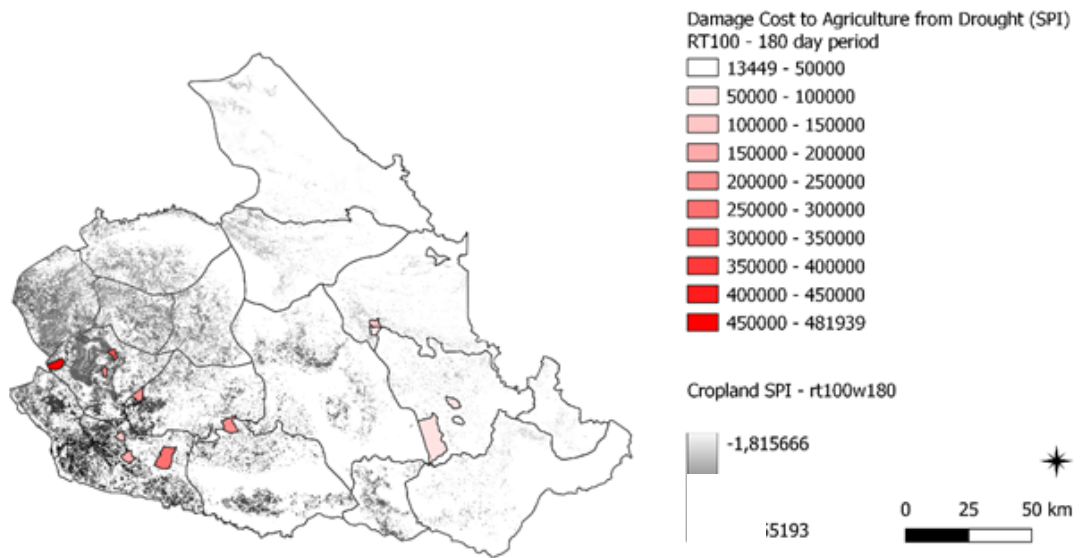 Damage Cost to Agriculture from Drought (SPI)
RT100 - 180 day period
13449 - 50000
50000 - 100000
100000 - 150000
150000 - 200000
200000 - 250000
250000 - 300000
300000 - 350000
350000 - 400000
400000 - 450000
450000 - 481939
Cropland SPI - rt100w180
-1,815666
0 25 50 km